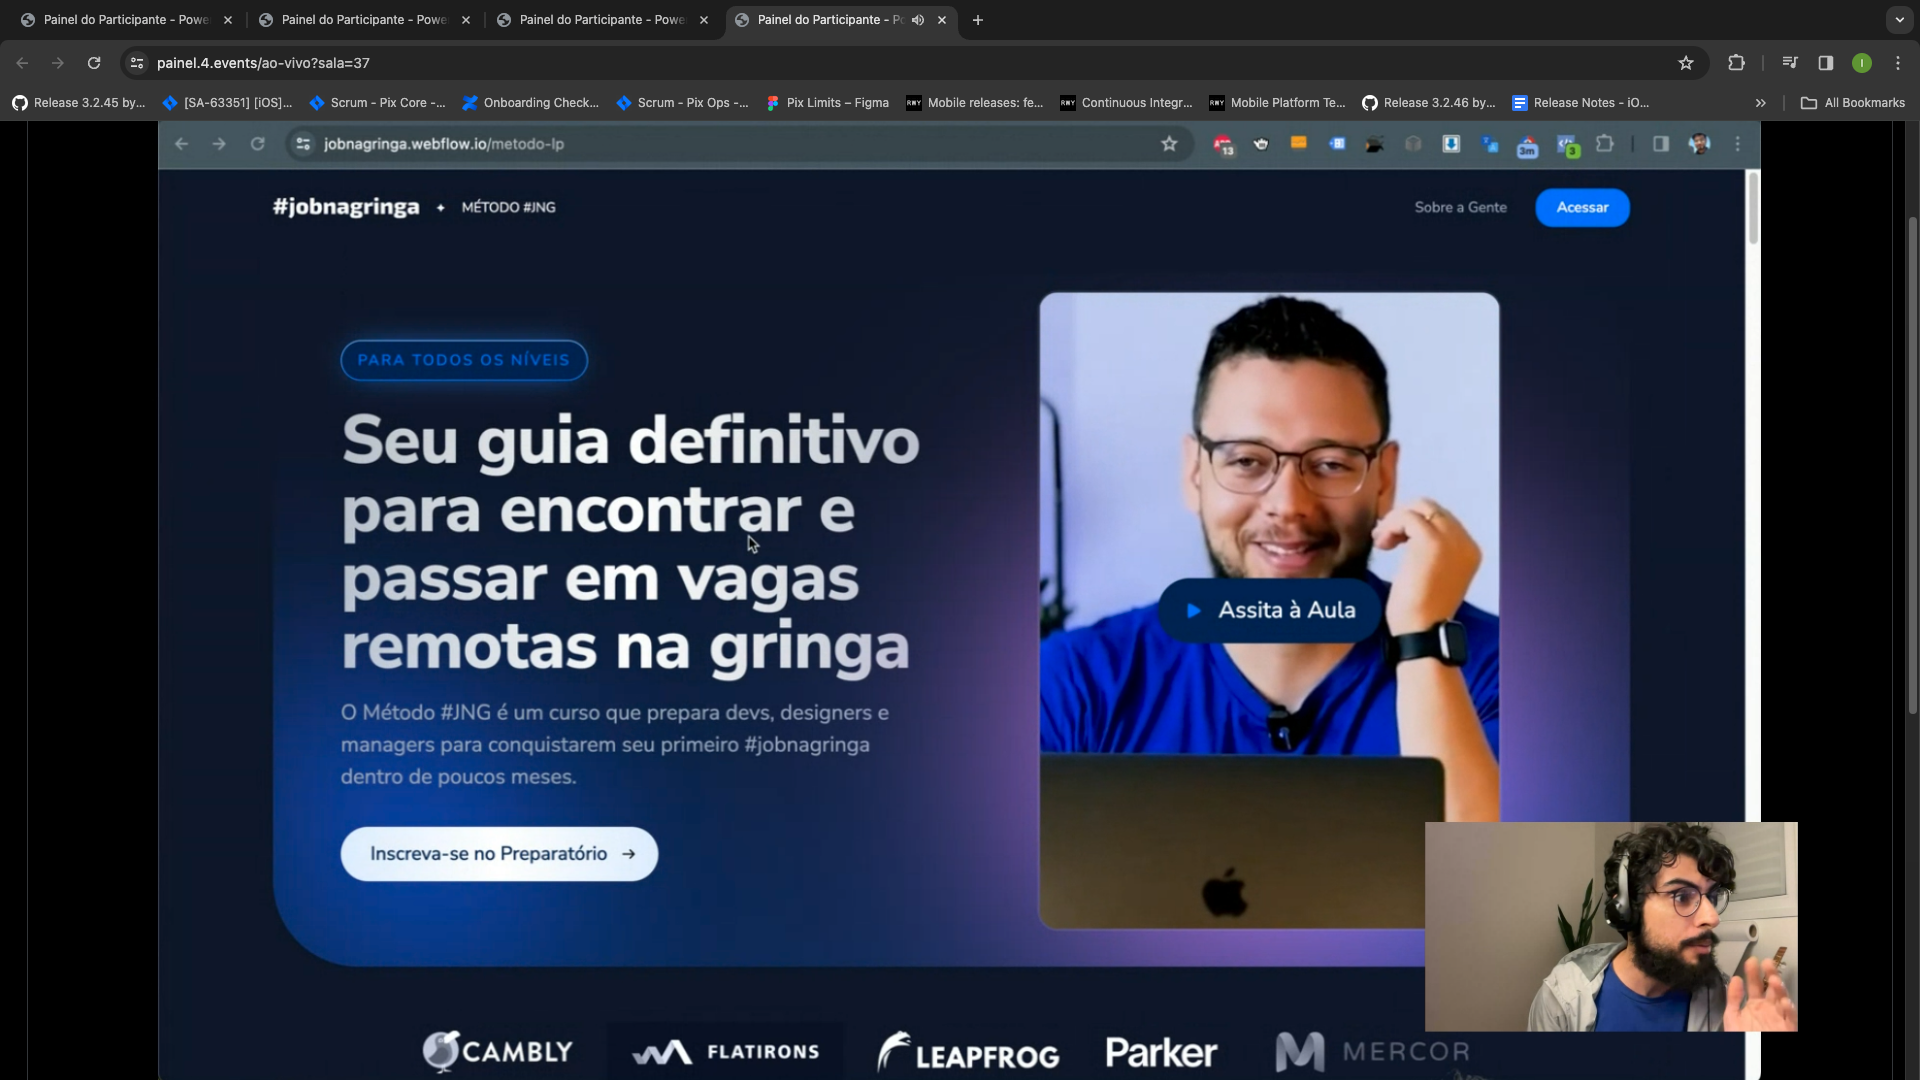 Painel do Participante - Powe
Painel do Participante - Powe
Painel do Participante - Powe
Painel do Participante - Po
painel.4.events/ao-vivo?sala=37
I
Release 3.2.45 by...
[SA-63351] [iOS]...
Scrum - Pix Core -...
Onboarding Check...
Scrum - Pix Ops -...
Pix Limits – Figma
RWY
Mobile releases: fe...
RWY
Continuous Integr...
RWY
Mobile Platform Te...
Release 3.2.46 by...
Release Notes - iO...
»
All Bookmarks
jobnagringa.webflow.io/metodo-lp
13
3m
3
#jobnagringa
MÉTODO #JNG
Sobre a Gente
Acessar
PARA TODOS OS NÍVEIS
Seu guia definitivo
para encontrar e
passar em vagas
remotas na gringa
Assita à Aula
O Método #JNG é um curso que prepara devs, designers e
managers para conquistarem seu primeiro #jobnagringa
dentro de poucos meses.
Inscreva-se no Preparatório →
CAMBLY
FLATIRONS
LEAPFROG
Parker
MERCOR